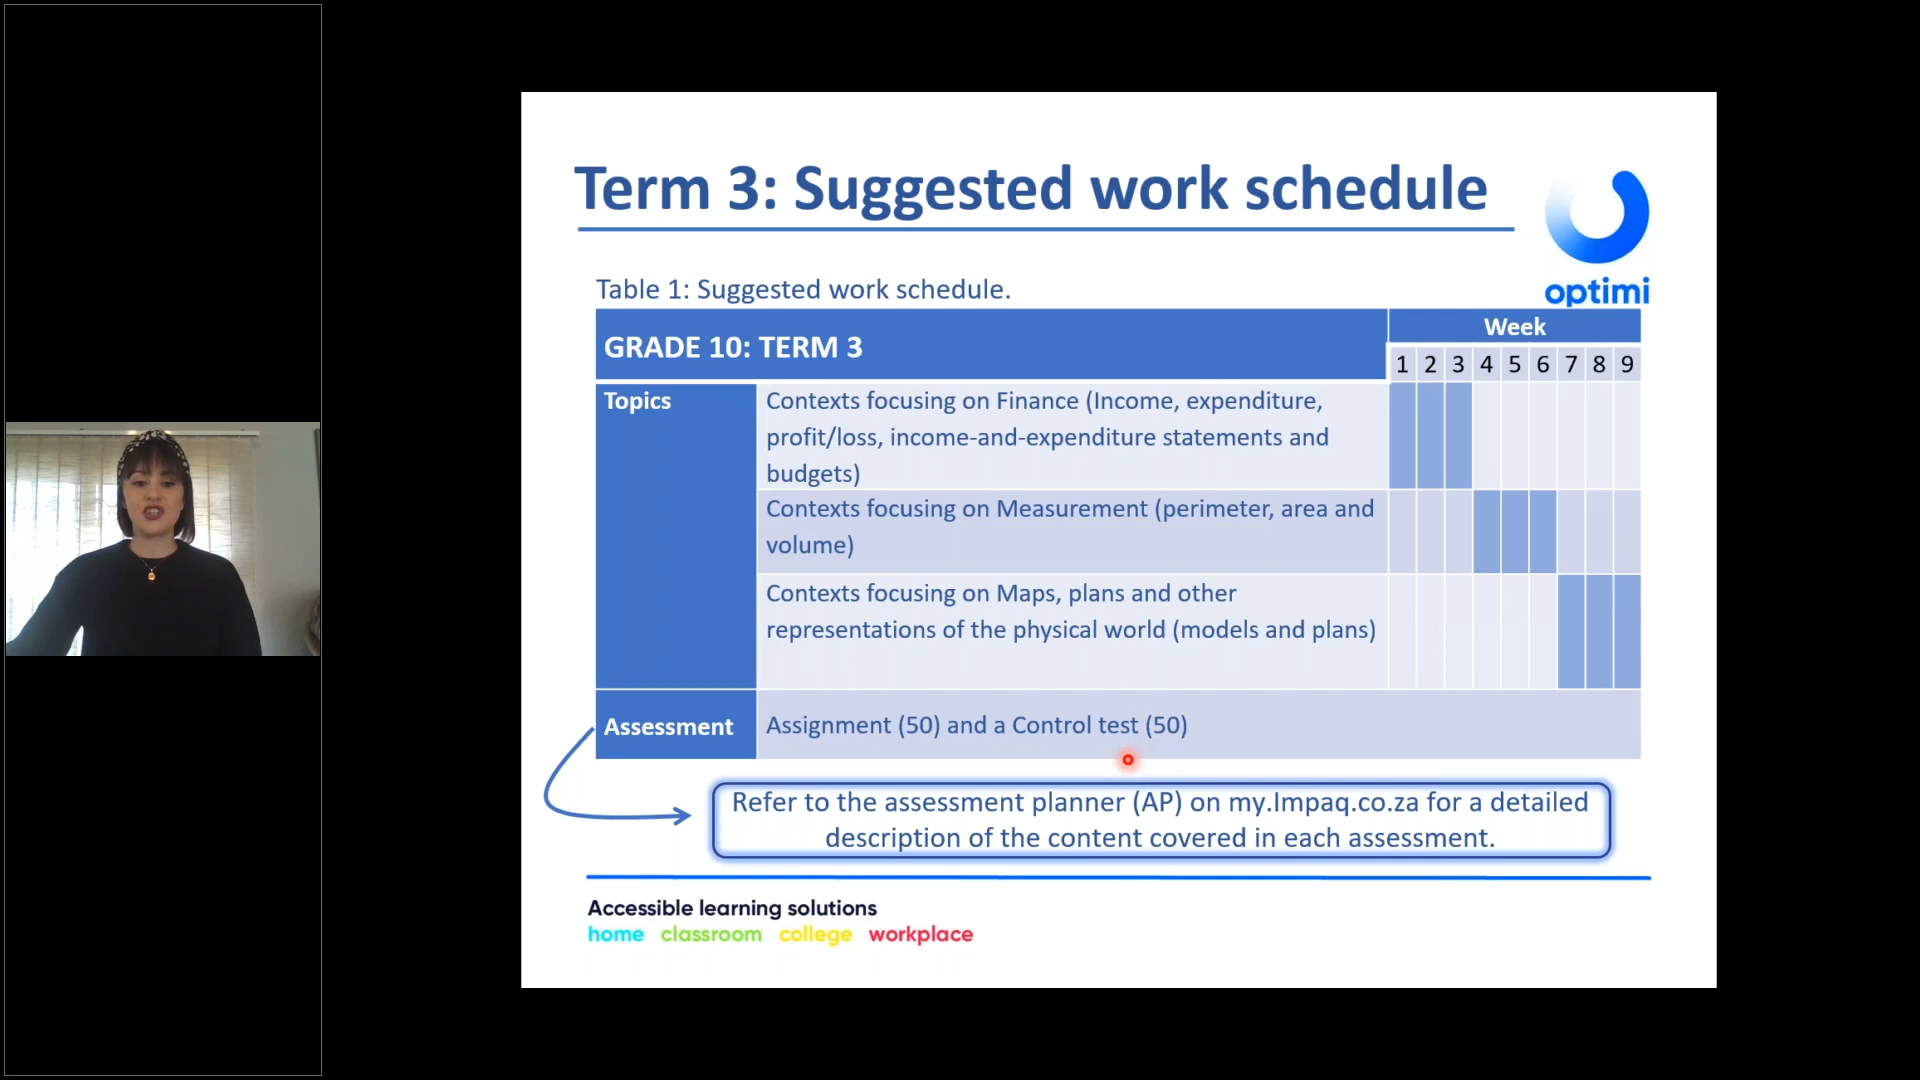 Term 3: Suggested work schedule
optimi
Table 1: Suggested work schedule.
GRADE 10: TERM 3
Week
1 2 3 4 5 6 7 8 9
Topics
Contexts focusing on Finance (Income, expenditure,
profit/loss, income-and-expenditure statements and
budgets)
Contexts focusing on Measurement (perimeter, area and
volume)
Contexts focusing on Maps, plans and other
representations of the physical world (models and plans)
Assessment
Assignment (50) and a Control test (50)
Refer to the assessment planner (AP) on my.Impaq.co.za for a detailed
description of the content covered in each assessment.
Accessible learning solutions
home classroom college workplace